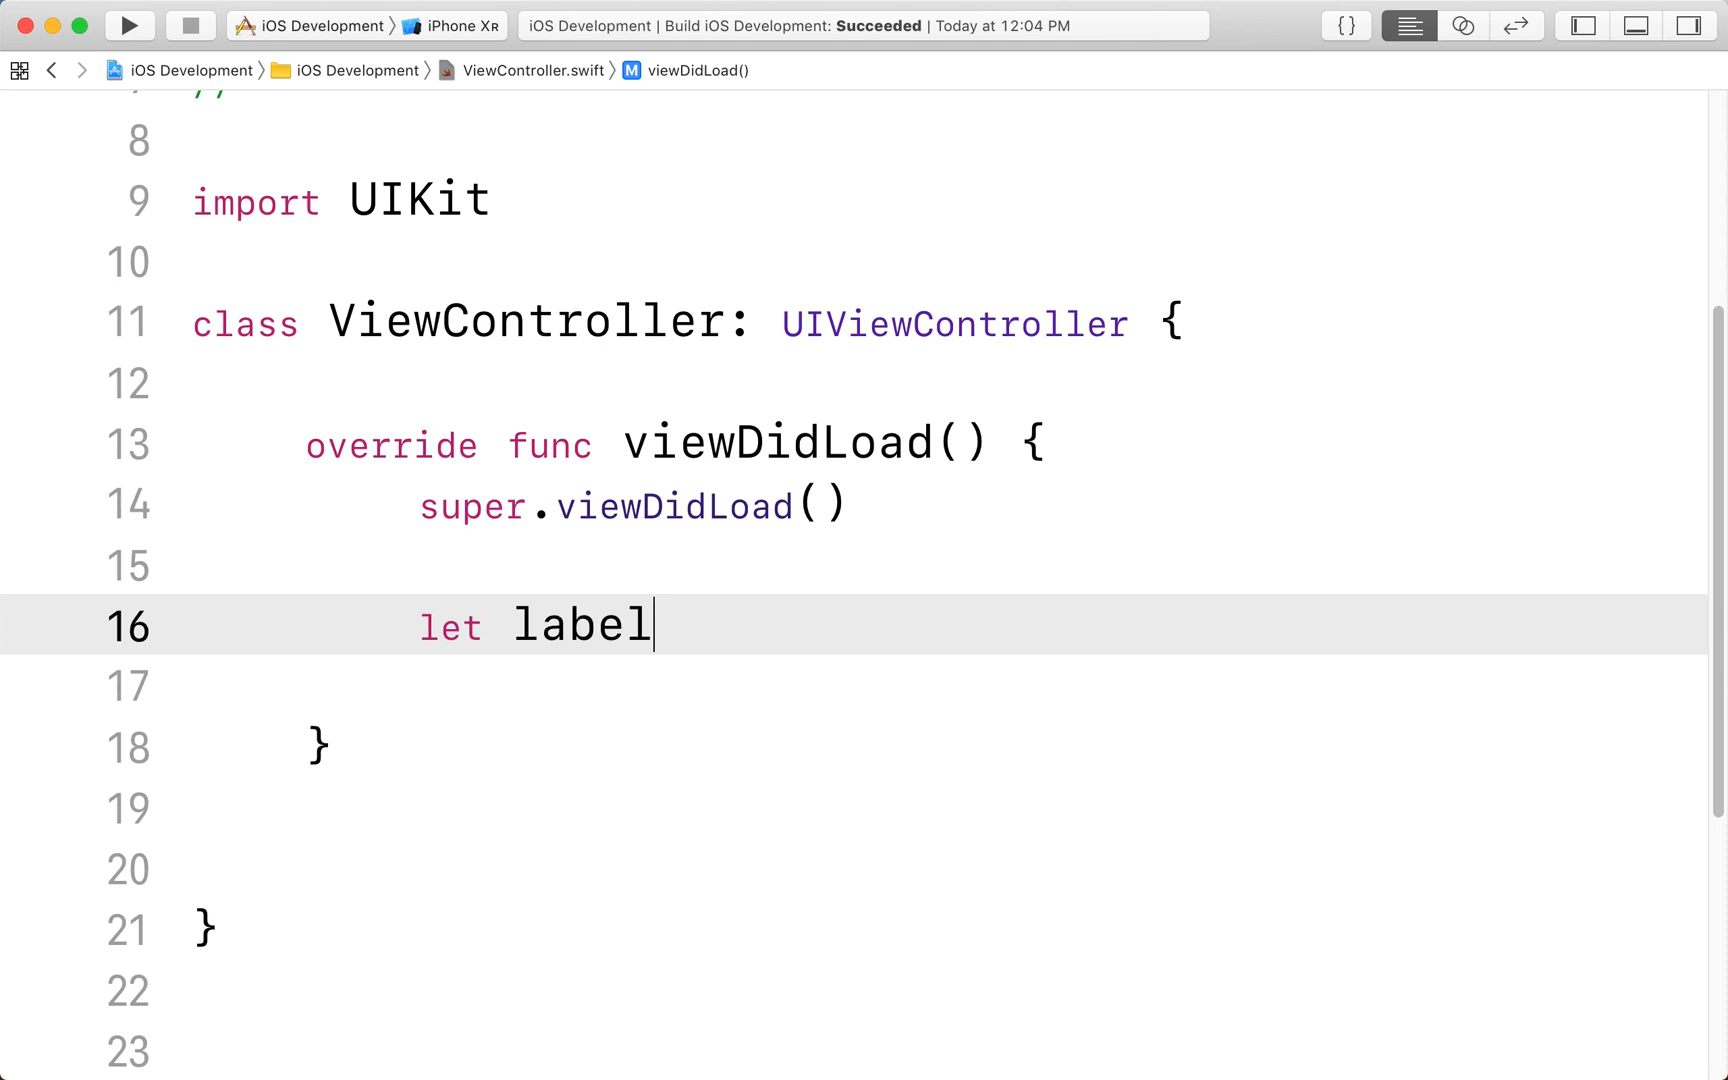 iOS Development 〉 iPhone XR
iOS Development | Build iOS Development: Succeeded | Today at 12:04 PM
{}
iOS Development 〉 iOS Development 〉 ViewController.swift 〉 M viewDidLoad()
//
8
9 import UIKit
10
11 class ViewController: UIViewController {
12
13 override func viewDidLoad() {
14 super.viewDidLoad()
15
16 let label
17
18 }
19
20
21 }
22
23